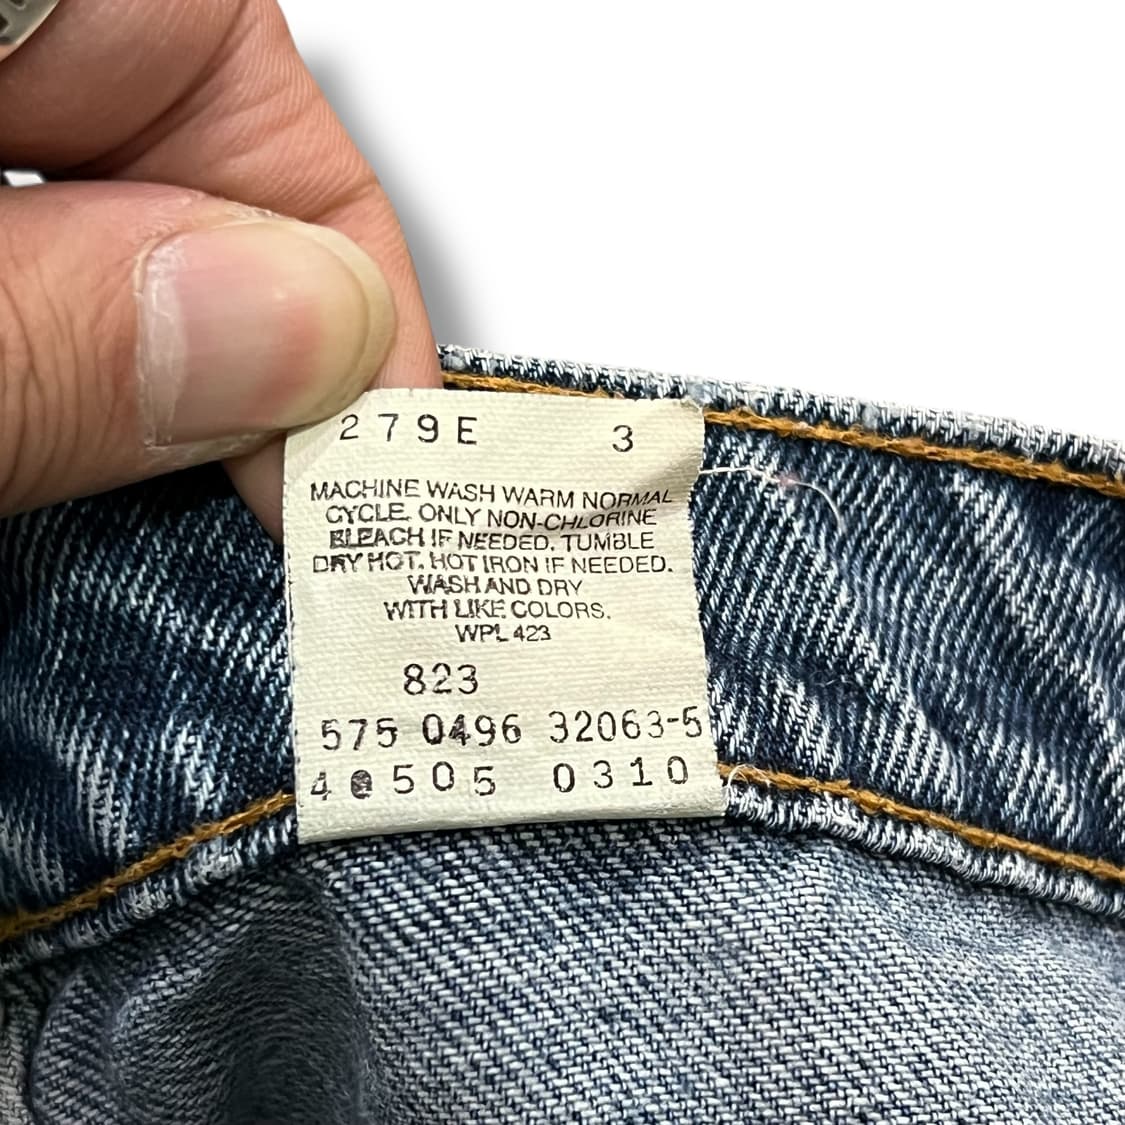 279E 3
MACHINE WASH WARM NORMAL
CYCLE. ONLY NON-CHLORINE
BLEACH IF NEEDED. TUMBLE
DRY HOT. HOT IRON IF NEEDED.
WASH AND DRY
WITH LIKE COLORS.
WPL 423
823
575 0496 32063-5
505 0310